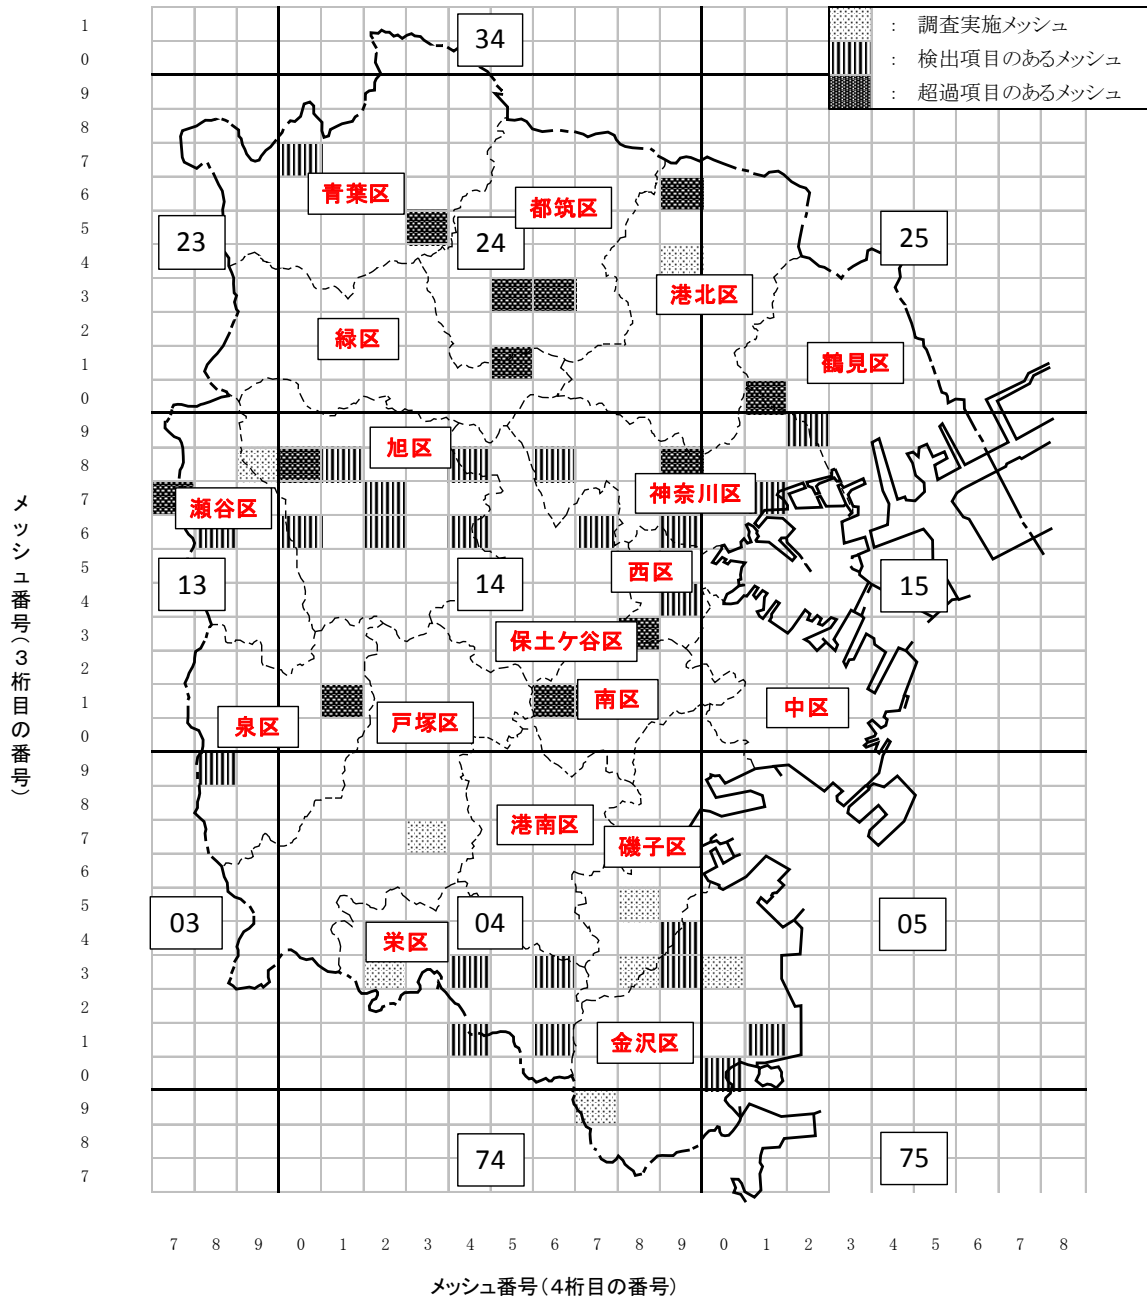 1
34
： 調査実施メッシュ
0
： 検出項目のあるメッシュ
9
： 超過項目のあるメッシュ
8
7
6
青葉区
都筑区
5
23
24
25
4
3
港北区
2
緑区
1
鶴見区
0
9
旭区
8
7
瀬谷区
神奈川区
6
5
13
14
西区
15
4
3
保土ケ谷区
2
1
南区
中区
泉区
戸塚区
0
9
8
港南区
7
磯子区
6
5
03
04
05
4
栄区
3
2
1
金沢区
0
9
8
74
75
7
メッシュ番号（３桁目の番号）
7 8 9 0 1 2 3 4 5 6 7 8 9 0 1 2 3 4 5 6 7 8
メッシュ番号（４桁目の番号）